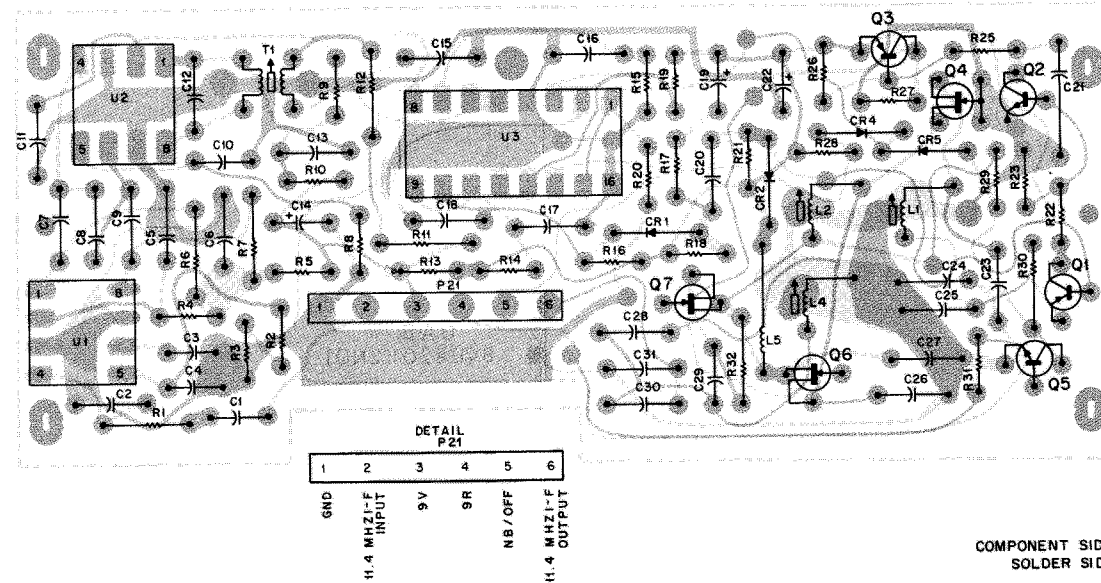 Q3
C15
C16
R25
T1
4
1
C12
R9
R12
R15
R19
C19
+
C22
+
R26
Q4
Q2
C21
U2
8
1
U3
R27
C11
CR4
5
8
C10
C13
R10
R20
R17
C20
R21
R28
CR5
9
16
CR2
R29
R23
C7
C8
C9
C5
R6
C6
R7
+
C14
R8
C18
C17
CR1
L2
L1
R22
R11
R5
R13
R14
R16
R18
C23
R30
C24
Q1
P21
Q7
1
8
1
2
3
4
5
6
L4
C25
R4
U1
C3
R3
R2
C28
L5
C27
C31
R32
Q6
R31
4
5
C4
C30
C29
C26
Q5
C2
R1
C1
DETAIL
P21
1 2 3 4 5 6
GND
11.4 MHZ I-F
INPUT
9V
9R
NB/OFF
11.4 MHZ I-F
OUTPUT
COMPONENT SID
SOLDER SID